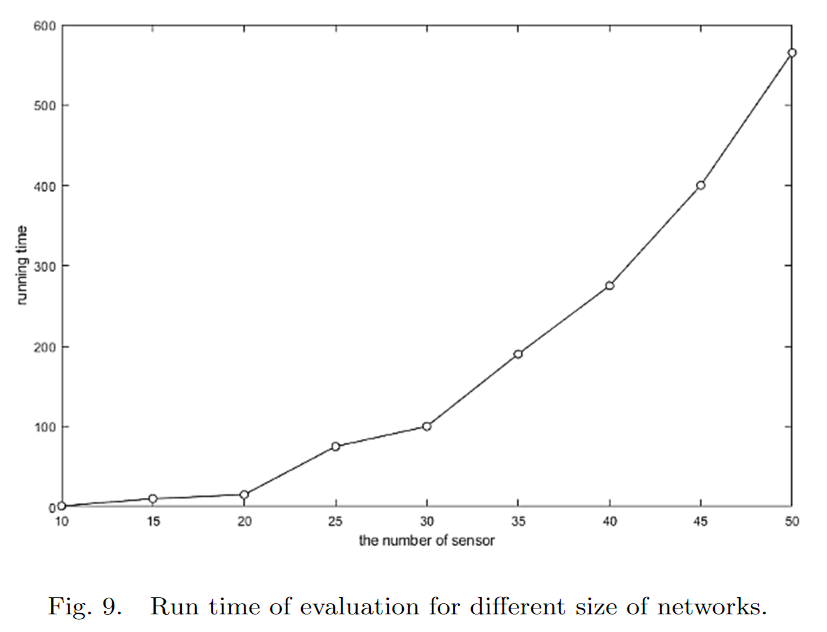 600
500
400
300
200
100
0
running time
10 15 20 25 30 35 40 45 50
the number of sensor
Fig. 9. Run time of evaluation for different size of networks.